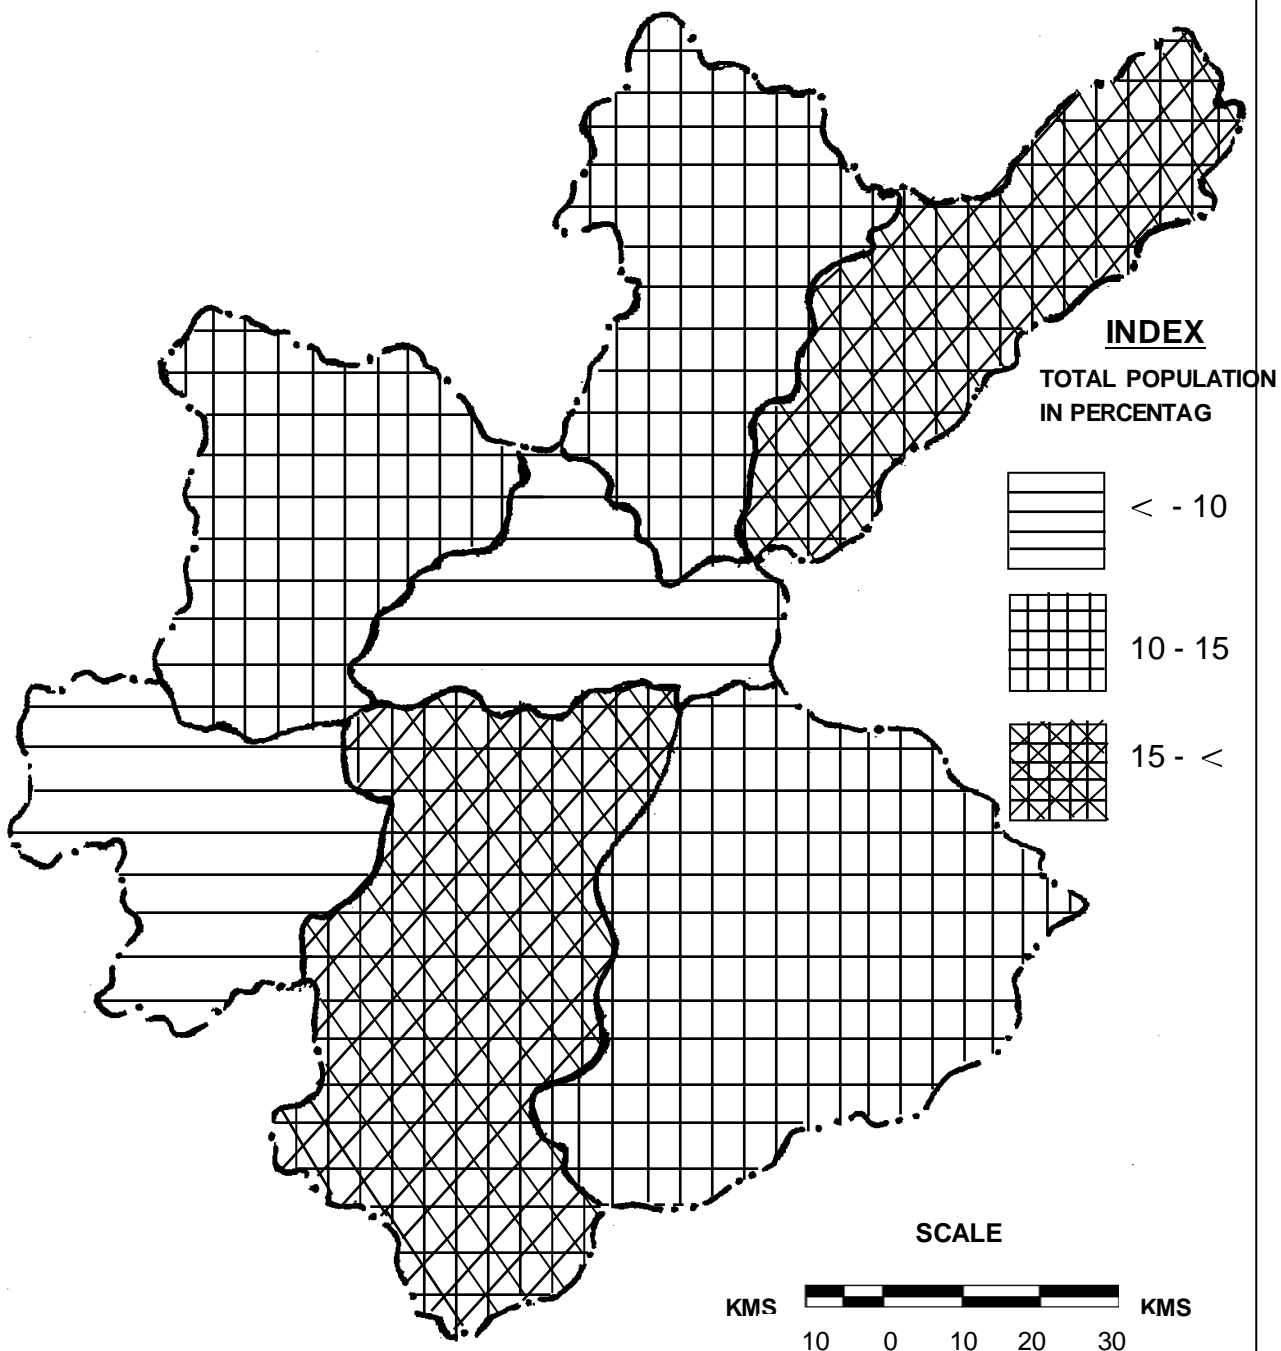 INDEX
TOTAL POPULATION
IN PERCENTAG
< - 10
10 - 15
15 - <
SCALE
KMS KMS
10 0 10 20 30